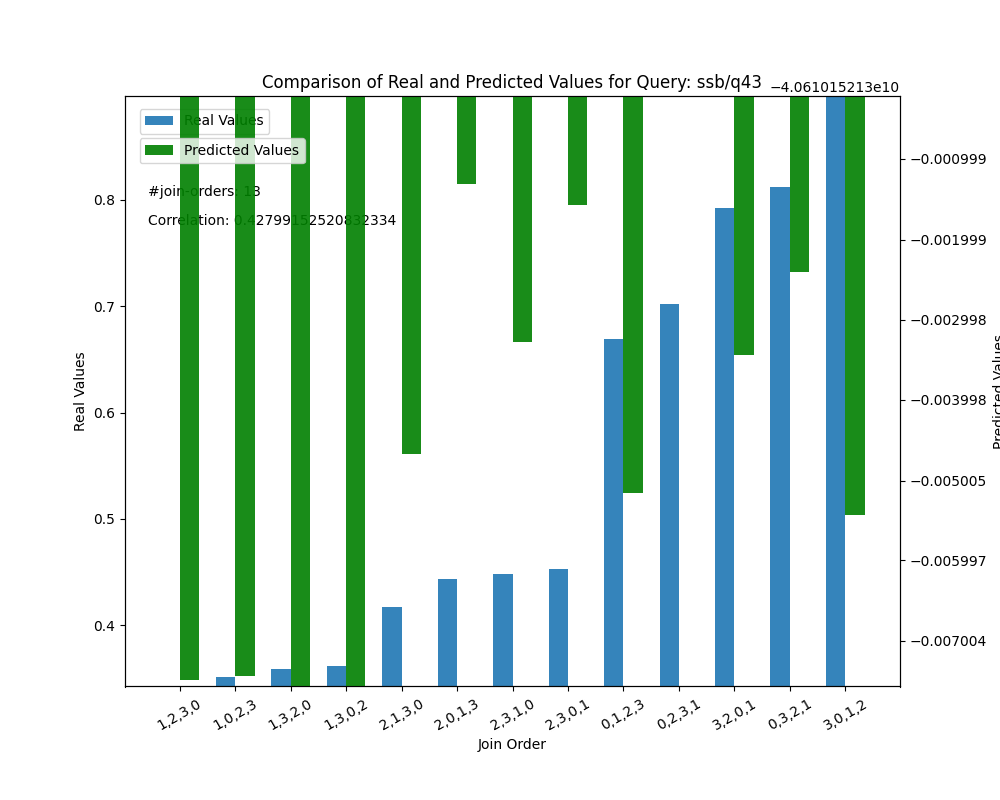 Comparison of Real and Predicted Values for Query: ssb/q43
−4.061015213e10
Real Values
Predicted Values
#join-orders: 13
Correlation: 0.42799152520832334
0.8
0.7
0.6
0.5
0.4
Real Values
−0.000999
−0.001999
−0.002998
−0.003998
−0.005005
−0.005997
−0.007004
Predicted Values
1,2,3,0
1,0,2,3
1,3,2,0
1,3,0,2
2,1,3,0
2,0,1,3
2,3,1,0
2,3,0,1
0,1,2,3
0,2,3,1
3,2,0,1
0,3,2,1
3,0,1,2
Join Order